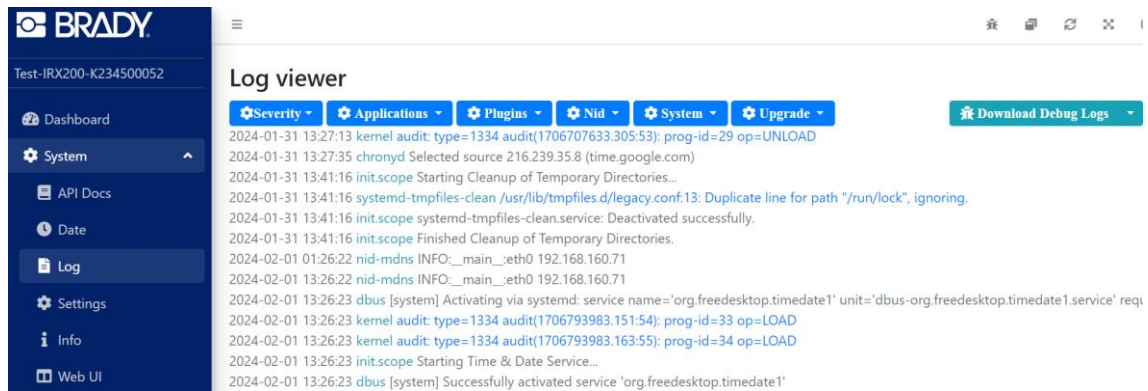 BRADY
Test-IRX200-K234500052
Dashboard
System
API Docs
Date
Log
Settings
Info
Web UI
Log viewer
Severity
Applications
Plugins
Nid
System
Upgrade
Download Debug Logs
2024-01-31 13:27:13 kernel audit: type=1334 audit(1706707633.305:53): prog-id=29 op=UNLOAD
2024-01-31 13:27:35 chronyd Selected source 216.239.35.8 (time.google.com)
2024-01-31 13:41:16 init.scope Starting Cleanup of Temporary Directories...
2024-01-31 13:41:16 systemd-tmpfiles-clean /usr/lib/tmpfiles.d/legacy.conf:13: Duplicate line for path "/run/lock", ignoring.
2024-01-31 13:41:16 init.scope systemd-tmpfiles-clean.service: Deactivated successfully.
2024-01-31 13:41:16 init.scope Finished Cleanup of Temporary Directories.
2024-02-01 01:26:22 nid-mdns INFO:__main__:eth0 192.168.160.71
2024-02-01 13:26:22 nid-mdns INFO:__main__:eth0 192.168.160.71
2024-02-01 13:26:23 dbus [system] Activating via systemd: service name='org.freedesktop.timedate1' unit='dbus-org.freedesktop.timedate1.service' requ
2024-02-01 13:26:23 kernel audit: type=1334 audit(1706793983.151:54): prog-id=33 op=LOAD
2024-02-01 13:26:23 kernel audit: type=1334 audit(1706793983.163:55): prog-id=34 op=LOAD
2024-02-01 13:26:23 init.scope Starting Time & Date Service...
2024-02-01 13:26:23 dbus [system] Successfully activated service 'org.freedesktop.timedate1'